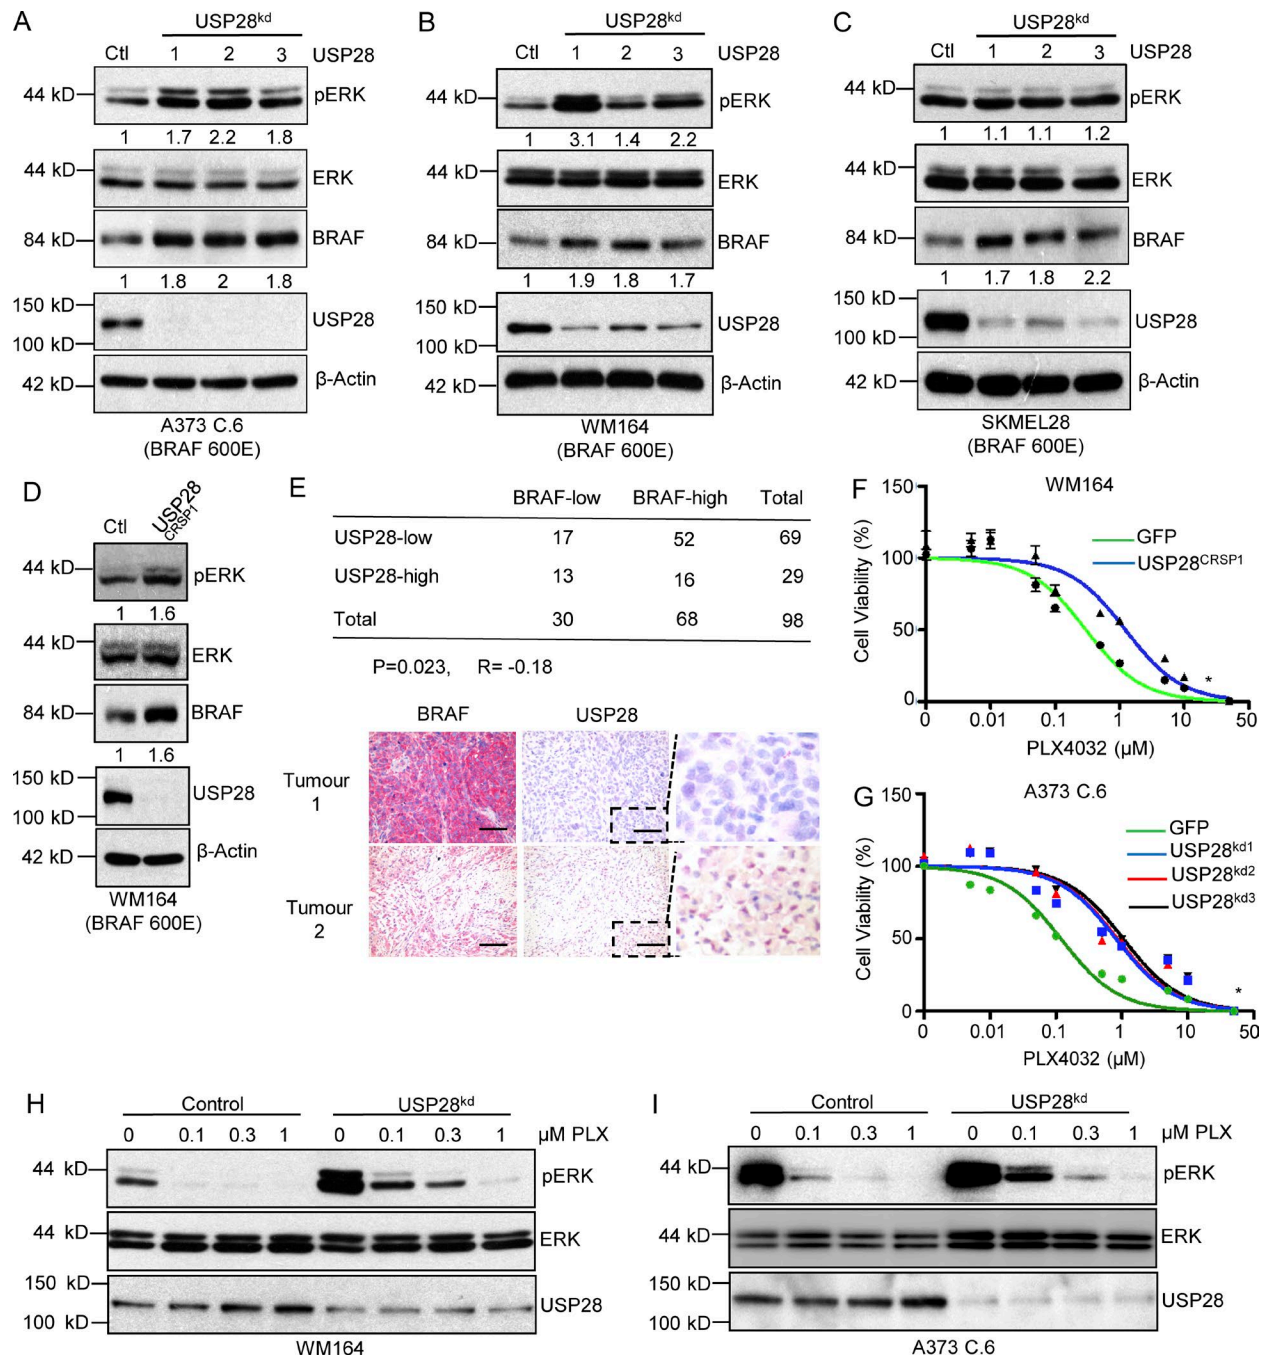 A
USP28kd
Ctl 1 2 3 USP28
44 kD pERK
1 1.7 2.2 1.8
44 kD ERK
84 kD BRAF
1 1.8 2 1.8
150 kD
USP28
100 kD
42 kD β-Actin
A373 C.6
(BRAF 600E)
B
USP28kd
Ctl 1 2 3 USP28
44 kD pERK
1 3.1 1.4 2.2
44 kD ERK
84 kD BRAF
1 1.9 1.8 1.7
150 kD
USP28
100 kD
42 kD β-Actin
WM164
(BRAF 600E)
C
USP28kd
Ctl 1 2 3 USP28
44 kD pERK
1 1.1 1.1 1.2
44 kD ERK
84 kD BRAF
1 1.7 1.8 2.2
150 kD
USP28
100 kD
42 kD β-Actin
SKMEL28
(BRAF 600E)
D
Ctl USP28 CRSP1
44 kD pERK
1 1.6
44 kD ERK
84 kD BRAF
1 1.6
150 kD
USP28
100 kD
42 kD β-Actin
WM164
(BRAF 600E)
E
BRAF-low BRAF-high Total
USP28-low 17 52 69
USP28-high 13 16 29
Total 30 68 98
P=0.023, R= -0.18
BRAF USP28
Tumour
1
Tumour
2
F
WM164
150
100
50
0
Cell Viability (%)
GFP
USP28CRSP1
*
0 0.01 0.1 1 10 50
PLX4032 (µM)
G
A373 C.6
150
100
50
0
Cell Viability (%)
GFP
USP28kd1
USP28kd2
USP28kd3
*
0 0.01 0.1 1 10 50
PLX4032 (µM)
H
Control USP28kd
0 0.1 0.3 1 0 0.1 0.3 1 µM PLX
44 kD pERK
44 kD ERK
150 kD
USP28
100 kD
WM164
I
Control USP28kd
0 0.1 0.3 1 0 0.1 0.3 1 µM PLX
44 kD pERK
44 kD ERK
150 kD
USP28
100 kD
A373 C.6